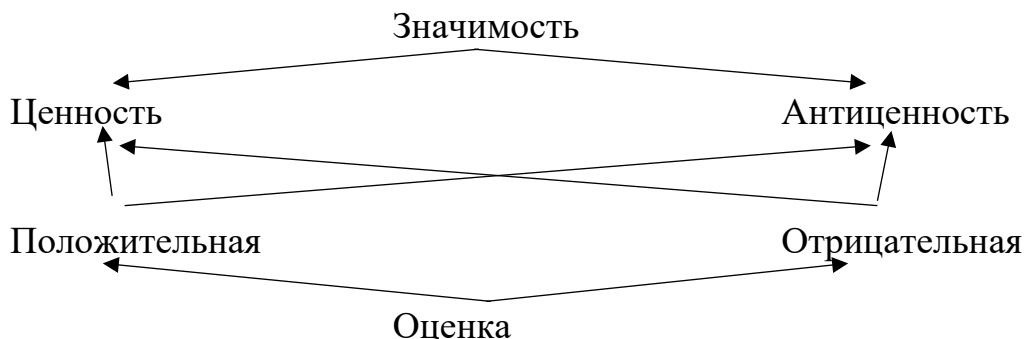 Значимость
Ценность Антиценность
Положительная Отрицательная
Оценка